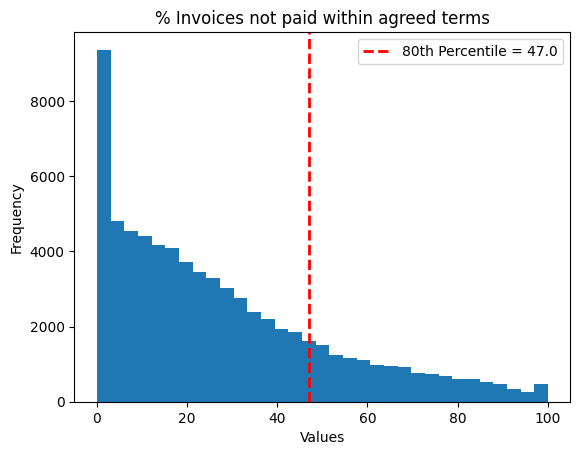 % Invoices not paid within agreed terms
80th Percentile = 47.0
Frequency
8000
6000
4000
2000
0
0 20 40 60 80 100
Values